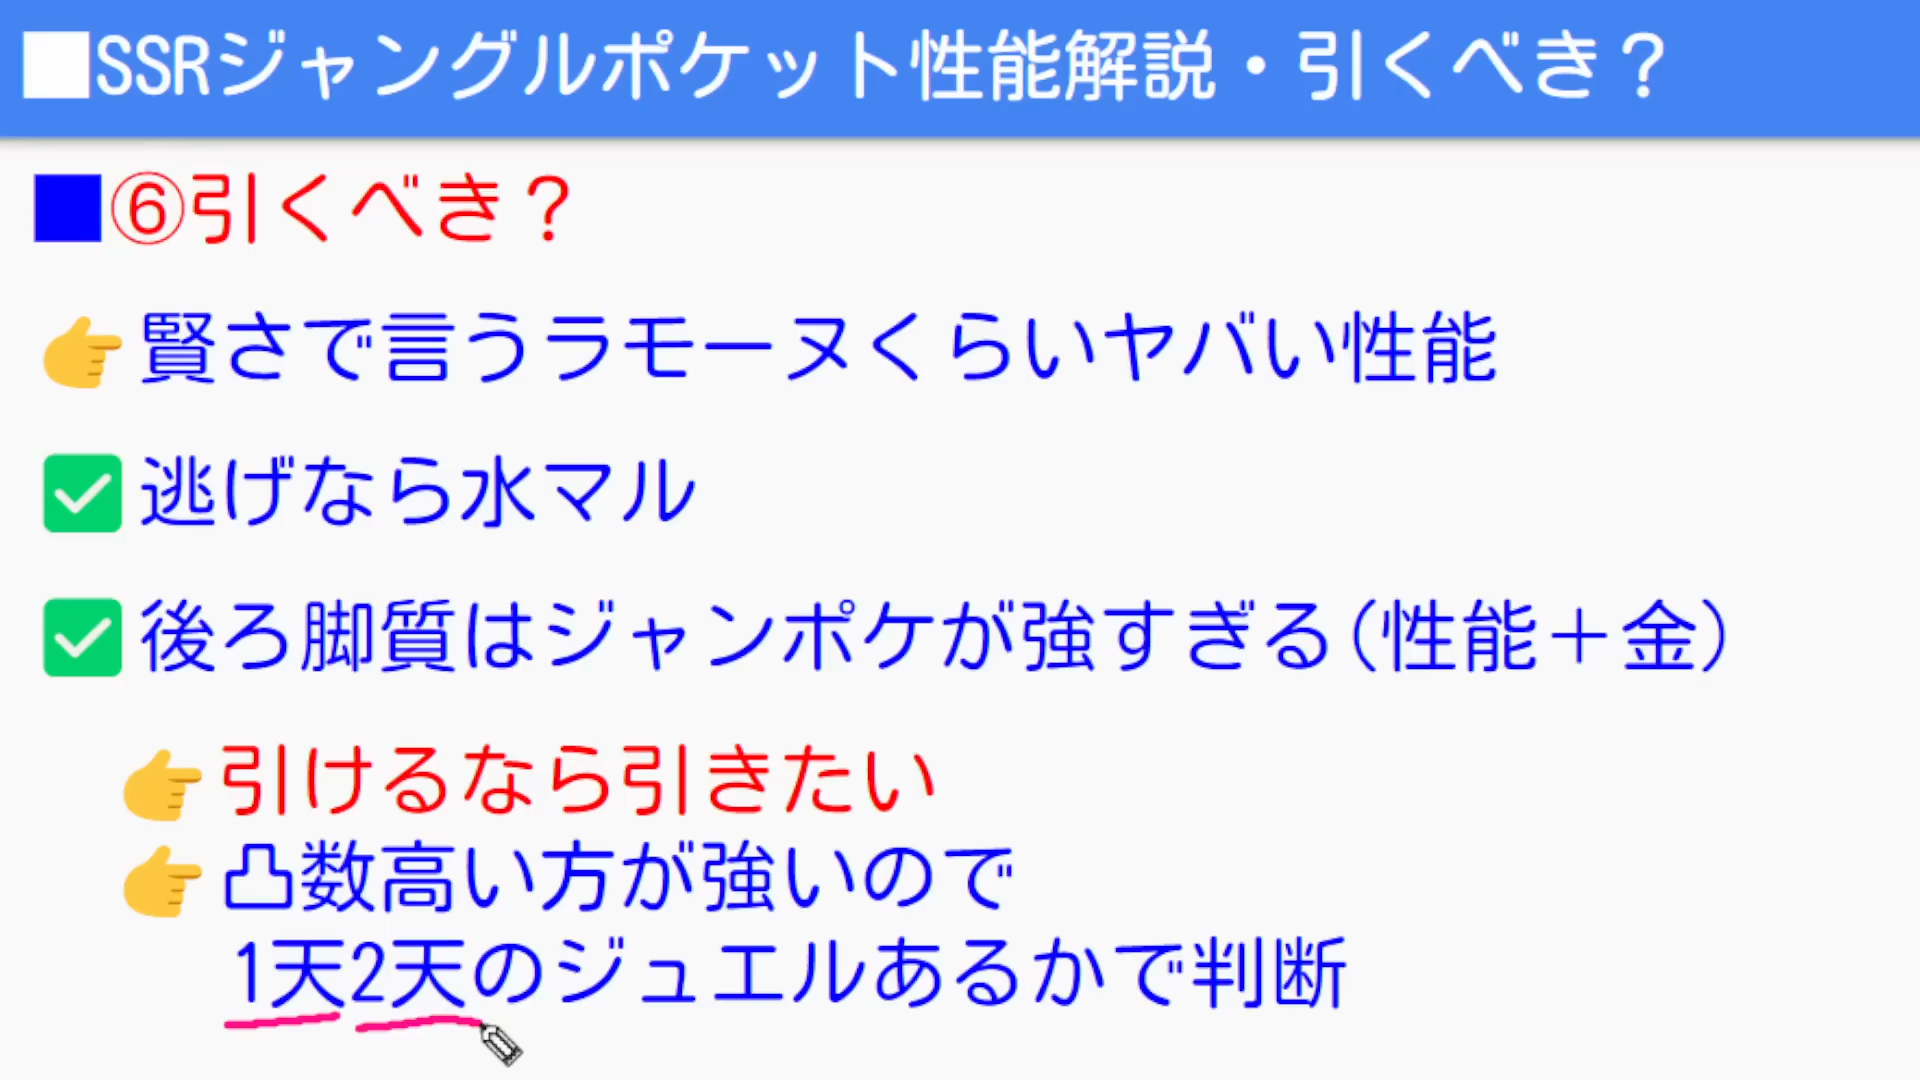 ■SSRジャングルポケット性能解説・引くべき？
■⑥引くべき？
👉賢さで言うラモーヌくらいヤバい性能
✅逃げなら水マル
✅後ろ脚質はジャンポケが強すぎる(性能＋金)
👉引けるなら引きたい
👉凸数高い方が強いので
1天2天のジュエルあるかで判断